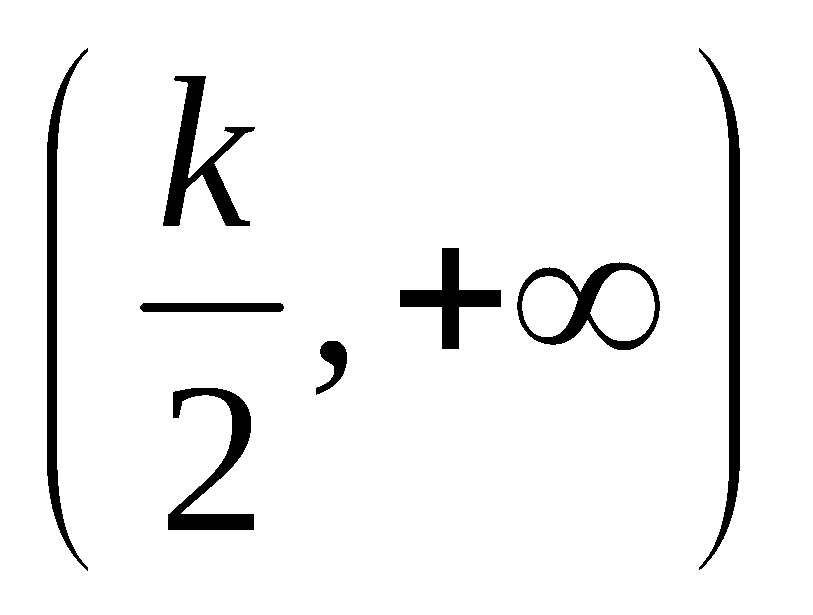 (k/2, +∞)